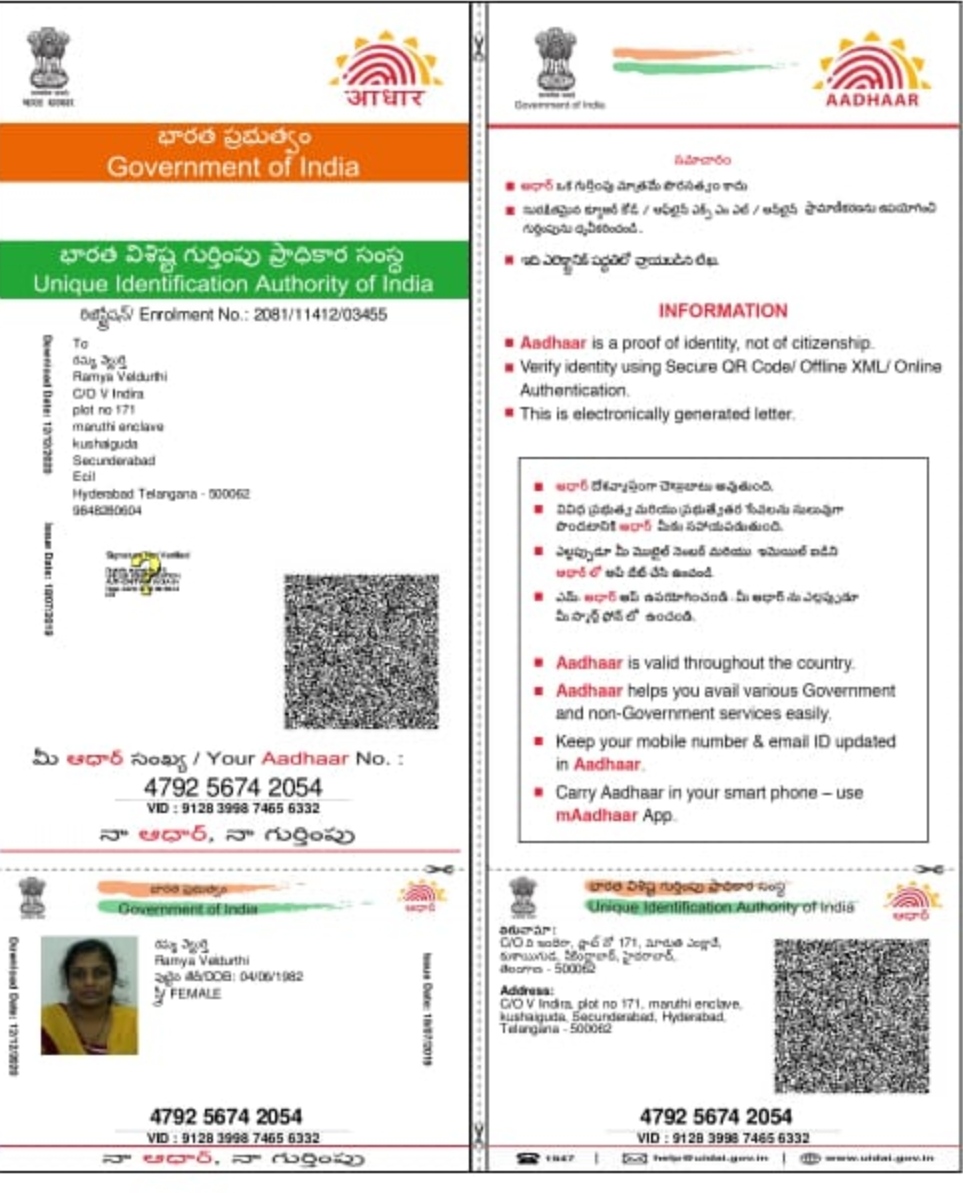 भारत सरकार
आधार
భారత ప్రభుత్వం
Government of India
భారత విశిష్ట గుర్తింపు ప్రాధికార సంస్థ
Unique Identification Authority of India
Enrolment No.: 2081/11412/03455
To
రమ్య వెల్దుర్తి
Ramya Veldurthi
C/O V Indira
plot no 171
maruthi enclave
kushaiguda
Secunderabad
Ecil
Hyderabad Telangana - 500062
9848280604
Download Date: 12/12/2020
Issue Date: 18/07/2019
Signature Not Verified
మీ ఆధార్ సంఖ్య / Your Aadhaar No. :
4792 5674 2054
VID : 9128 3998 7465 6332
నా ఆధార్, నా గుర్తింపు
భారత ప్రభుత్వం
Government of India
ఆధార్
Download Date: 12/12/2020
రమ్య వెల్దుర్తి
Ramya Veldurthi
పుట్టిన తేదీ/DOB: 04/06/1982
స్త్రీ/ FEMALE
Issue Date: 18/07/2019
4792 5674 2054
VID : 9128 3998 7465 6332
నా ఆధార్, నా గుర్తింపు
Government of India
AADHAAR
సమాచారం
ఆధార్ ఒక గుర్తింపు మాత్రమే పౌరసత్వం కాదు
సురక్షితమైన క్యూఆర్ కోడ్ / ఆఫ్‌లైన్ ఎక్స్ ఎం ఎల్ / ఆన్‌లైన్ ప్రామాణీకరణను ఉపయోగించి
గుర్తింపును ధృవీకరించండి.
ఇది ఎలక్ట్రానిక్ పద్ధతిలో వ్రాయబడిన లేఖ.
INFORMATION
Aadhaar is a proof of identity, not of citizenship.
Verify identity using Secure QR Code/ Offline XML/ Online
Authentication.
This is electronically generated letter.
ఆధార్ దేశవ్యాప్తంగా చెల్లుబాటు అవుతుంది.
వివిధ ప్రభుత్వ మరియు ప్రభుత్వేతర సేవలను సులువుగా
పొందటానికి ఆధార్ మీకు సహాయపడుతుంది.
ఎల్లప్పుడూ మీ మొబైల్ నెంబర్ మరియు ఇమెయిల్ ఐడిని
ఆధార్ లో అప్ డేట్ చేసి ఉంచండి.
ఎమ్ ఆధార్ ఆప్ ఉపయోగించండి - మీ ఆధార్ ను ఎల్లప్పుడూ
మీ స్మార్ట్ ఫోన్ లో ఉంచండి.
Aadhaar is valid throughout the country.
Aadhaar helps you avail various Government
and non-Government services easily.
Keep your mobile number & email ID updated
in Aadhaar.
Carry Aadhaar in your smart phone – use
mAadhaar App.
భారత విశిష్ట గుర్తింపు ప్రాధికార సంస్థ
Unique Identification Authority of India
ఆధార్
చిరునామా:
C/O వి ఇందిరా, ప్లాట్ నో 171, మారుతి ఎంక్లావే,
కుశాయిగుడ, సికింద్రాబాద్, హైదరాబాద్,
తెలంగాణ - 500062
Address:
C/O V Indira, plot no 171, maruthi enclave,
kushaiguda, Secunderabad, Hyderabad,
Telangana - 500062
4792 5674 2054
VID : 9128 3998 7465 6332
1947 | help@uidai.gov.in | www.uidai.gov.in